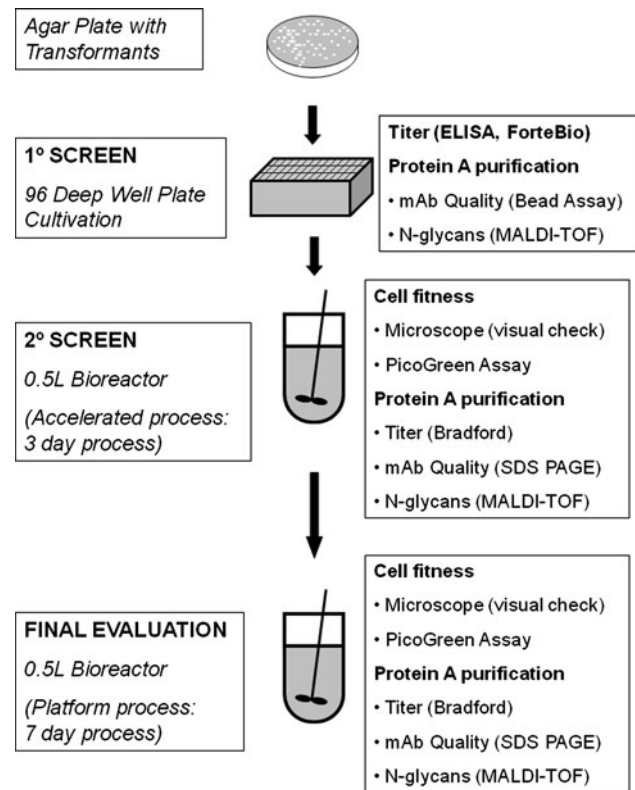 Agar Plate with
Transformants
1º SCREEN
96 Deep Well Plate
Cultivation
Titer (ELISA, ForteBio)
Protein A purification
• mAb Quality (Bead Assay)
• N-glycans (MALDI-TOF)
2º SCREEN
0.5L Bioreactor
(Accelerated process:
3 day process)
Cell fitness
• Microscope (visual check)
• PicoGreen Assay
Protein A purification
• Titer (Bradford)
• mAb Quality (SDS PAGE)
• N-glycans (MALDI-TOF)
FINAL EVALUATION
0.5L Bioreactor
(Platform process:
7 day process)
Cell fitness
• Microscope (visual check)
• PicoGreen Assay
Protein A purification
• Titer (Bradford)
• mAb Quality (SDS PAGE)
• N-glycans (MALDI-TOF)